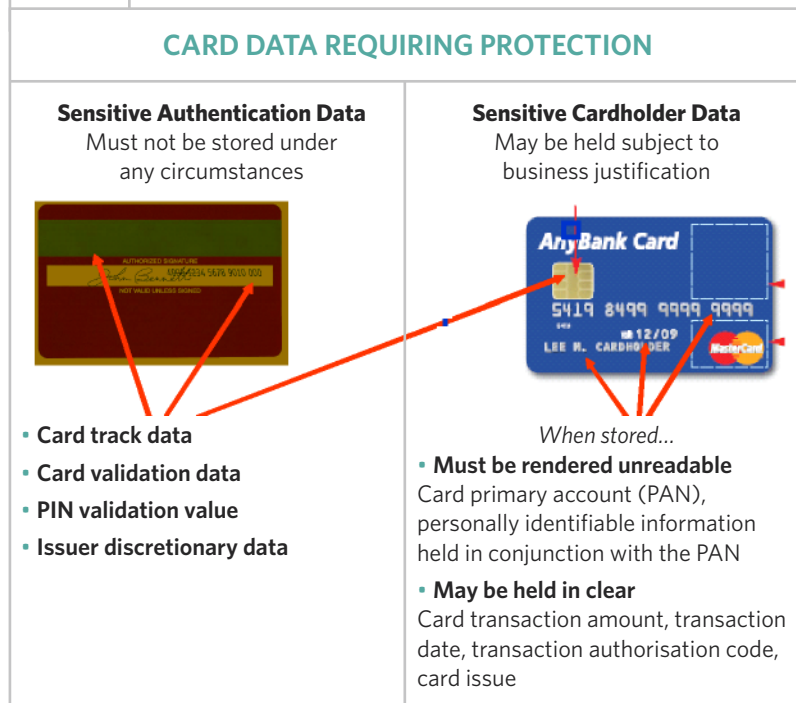 CARD DATA REQUIRING PROTECTION
Sensitive Authentication Data
Must not be stored under
any circumstances
AUTHORIZED SIGNATURE
5678 9010 000
NOT VALID UNLESS SIGNED
• Card track data
• Card validation data
• PIN validation value
• Issuer discretionary data
Sensitive Cardholder Data
May be held subject to
business justification
AnyBank Card
5419 8499 9999 9999
12/09
LEE M. CARDHOLDER
MasterCard
When stored...
• Must be rendered unreadable
Card primary account (PAN),
personally identifiable information
held in conjunction with the PAN
• May be held in clear
Card transaction amount, transaction
date, transaction authorisation code,
card issue